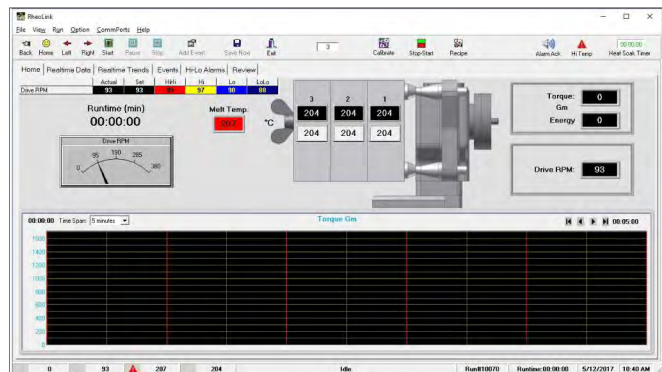 RheoLink
File View Run Option CommPorts Help
Back Home Left Right Start Pause Stop Add Event Save Now Exit 3 Calibrate Stop-Start Recipe Alarm Ack Hi Temp 00:00:00 Heat Soak Timer
Home Realtime Data Realtime Trends Events Hi-Lo Alarms Review
Actual Set HiHi Hi Lo LoLo
Drive RPM 93 93 97 90 88
Runtime (min)
00:00:00
Melt Temp.
207 °C
Drive RPM
0 95 190 285 380
3 2 1
204 204 204
204 204 204
Torque: 0
Gm
Energy 0
Drive RPM: 93
00:00:00 Time Span: 5 minutes Torque Gm 00:05:00
1600
1400
1200
1000
800
600
400
200
0
0 93 207 204 Idle Run#10070 Runtime:00:00:00 5/12/2017 10:40 AM